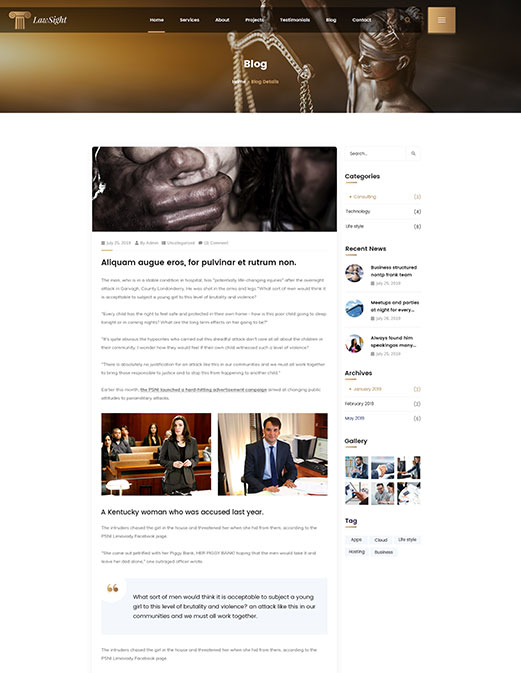 LawSight
Home Services About Projects Testimonials Blog Contact
Blog
Home » Blog Details
July 25, 2019 By Admin Uncategorized Comment
Aliquam augue eros, for pulvinar et rutrum non.
The men, who is in a stable condition in hospital, has "potentially life-changing injuries" after the overnight
attack in Garvagh, County Londonderry. He was shot in the arms and legs."What sort of men would think it
is acceptable to subject a young girl to this level of brutality and violence?
"Every child has the right to feel safe and protected in their own home - how is this poor child going to sleep
tonight or in coming nights? What are the long term effects on her going to be?"
"It's quite obvious the hypocrites who carried out this dreadful attack don't care at all about the children in
their community. I wonder how they would feel if their own child witnessed such a level of violence?
"There is absolutely no justification for an attack like this in our communities and we must all work together
to bring those responsible to justice and to stop this from happening to another child."
Earlier this month, the PSNI launched a hard-hitting advertisement campaign aimed at changing public
attitudes to paramilitary attacks.
A Kentucky woman who was accused last year.
The intruders chased the girl in the house and threatened her when she hid from them, according to the
PSNI Limavady Facebook page.
"She came out petrified with her Piggy Bank, HER PIGGY BANK! hoping that the men would take it and
leave her dad alone," one outraged officer wrote.
What sort of men would think it is acceptable to subject a young
girl to this level of brutality and violence? an attack like this in our
communities and we must all work together.
The intruders chased the girl in the house and threatened her when she hid from them, according to the
PSNI Limavady Facebook page.
Search...
Categories
Consulting
Technology (4)
Life style
Recent News
Business structured
nontp frank team
July 25, 2019
Meetups and parties
at night for every...
July 25, 2019
Always found him
speakingas many...
July 25, 2019
Archives
January 2019
February 2019
May 2018
Gallery
Tag
Apps Cloud Life style
Hosting Business